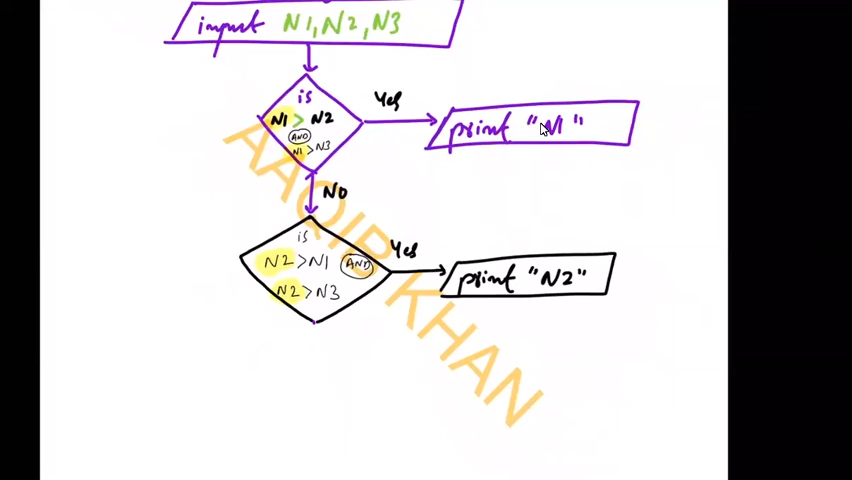 input N1, N2, N3
is
N1 > N2
AND
N1 > N3
Yes
print "N1"
NO
is
N2 > N1 AND
N2 > N3
Yes
print "N2"
AAQIB KHAN